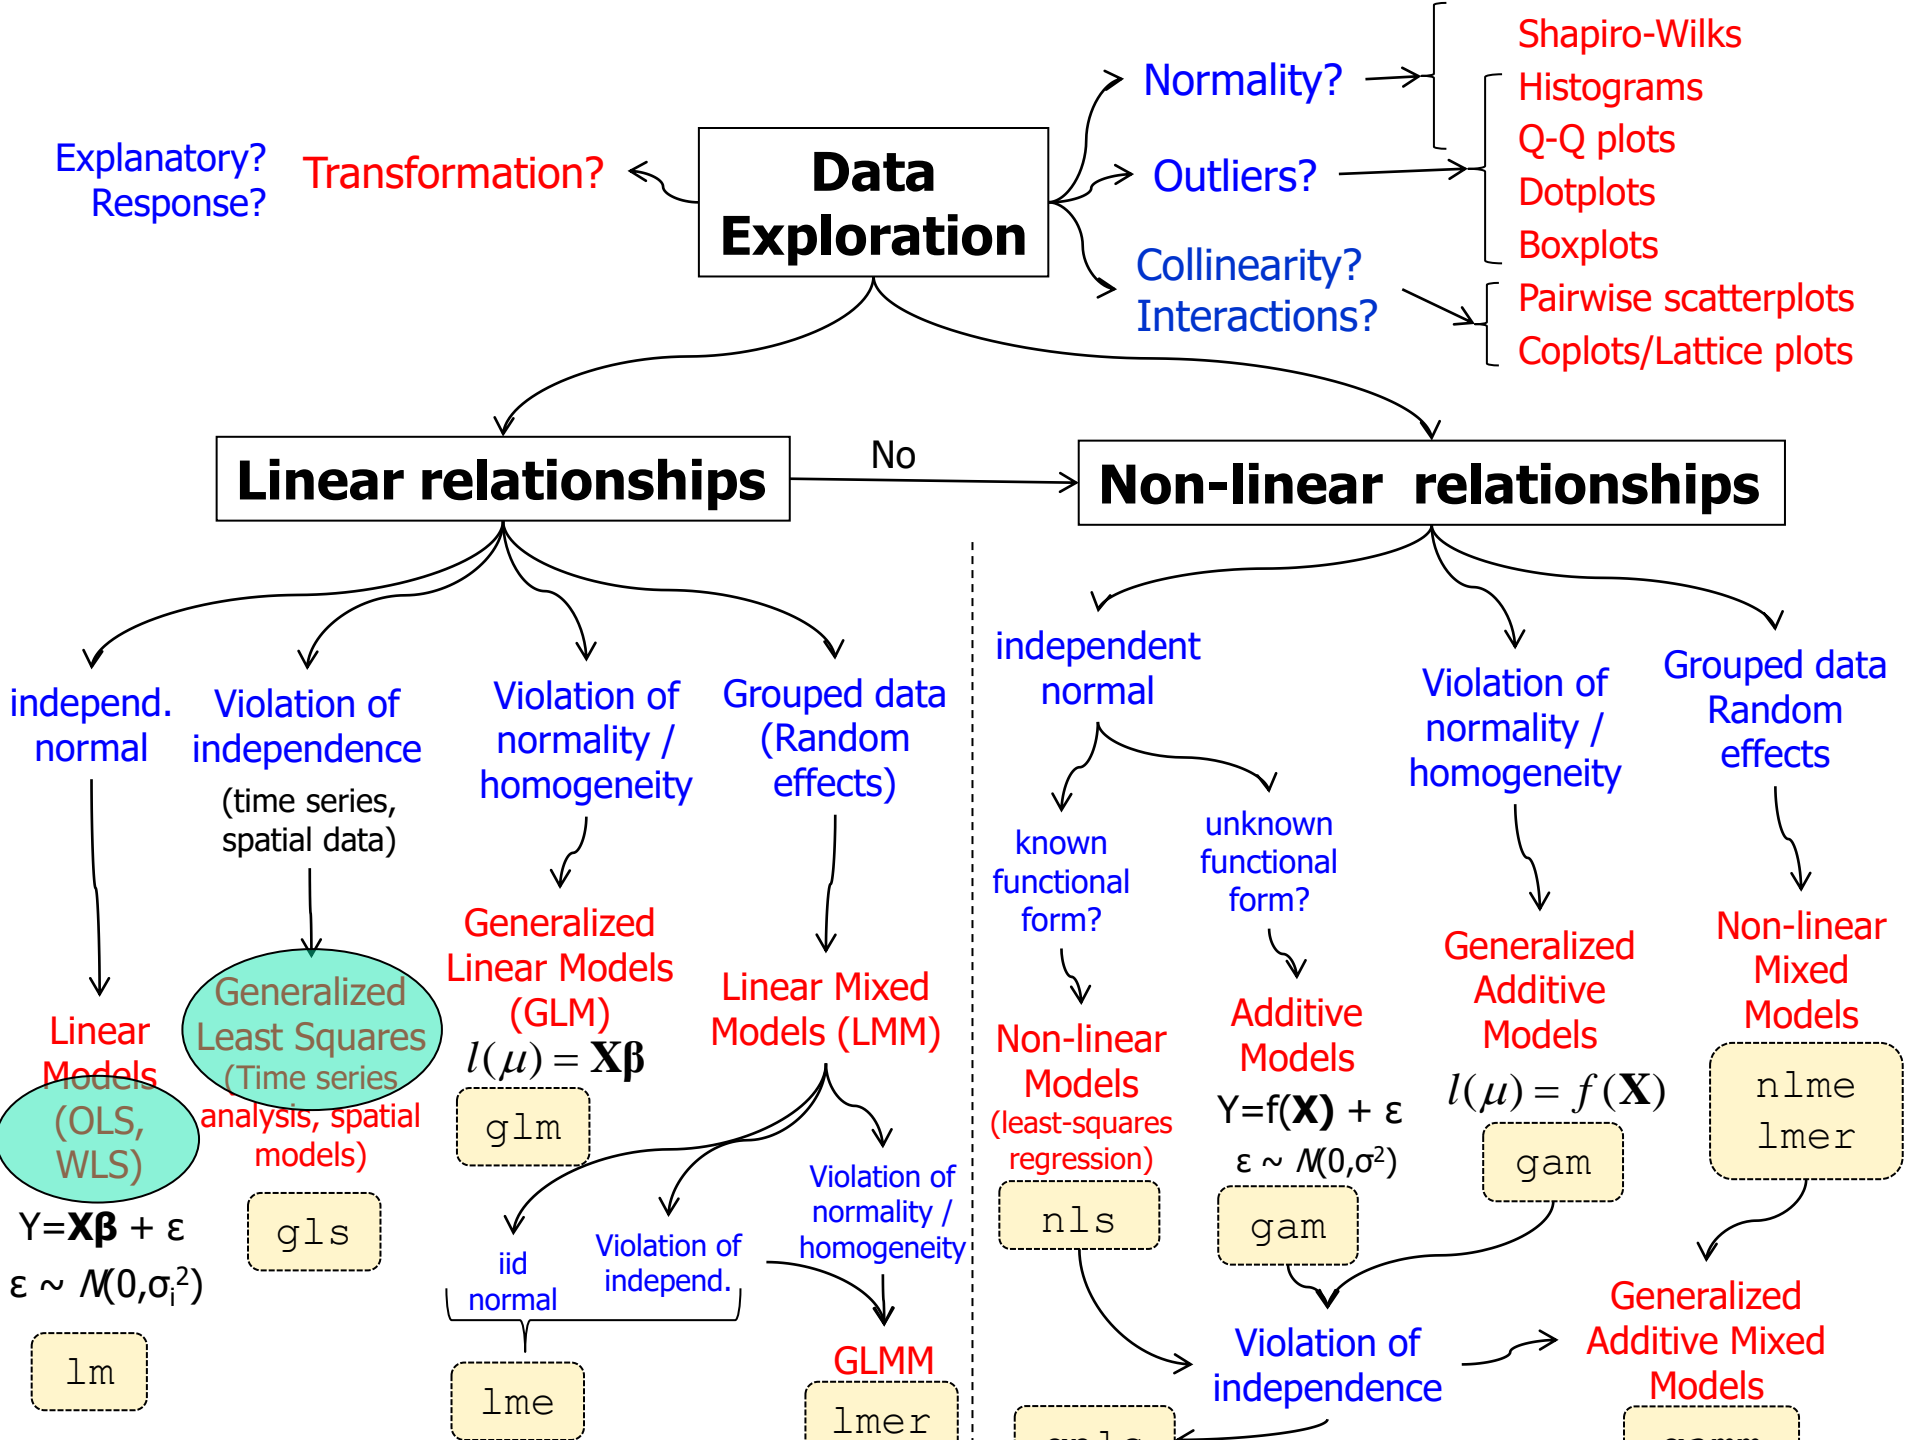 Data
Exploration
Explanatory?
Response?
Transformation?
Normality?
Outliers?
Collinearity?
Interactions?
Shapiro-Wilks
Histograms
Q-Q plots
Dotplots
Boxplots
Pairwise scatterplots
Coplots/Lattice plots
Linear relationships
No
Non-linear relationships
independ.
normal
Linear
Models
(OLS,
WLS)
Y=Xβ + ε
ε ~ N(0,σᵢ²)
lm
Violation of
independence
(time series,
spatial data)
Generalized
Least Squares
(Time series
analysis, spatial
models)
gls
Violation of
normality /
homogeneity
Generalized
Linear Models
(GLM)
l(μ) = Xβ
glm
Grouped data
(Random
effects)
Linear Mixed
Models (LMM)
iid
normal
Violation of
independ.
Violation of
normality /
homogeneity
lme
GLMM
lmer
independent
normal
known
functional
form?
Non-linear
Models
(least-squares
regression)
nls
unknown
functional
form?
Additive
Models
Y=f(X) + ε
ε ~ N(0,σ²)
gam
Violation of
normality /
homogeneity
Generalized
Additive
Models
l(μ) = f(X)
gam
Grouped data
Random
effects
Non-linear
Mixed
Models
nlme
lmer
Violation of
independence
Generalized
Additive Mixed
Models